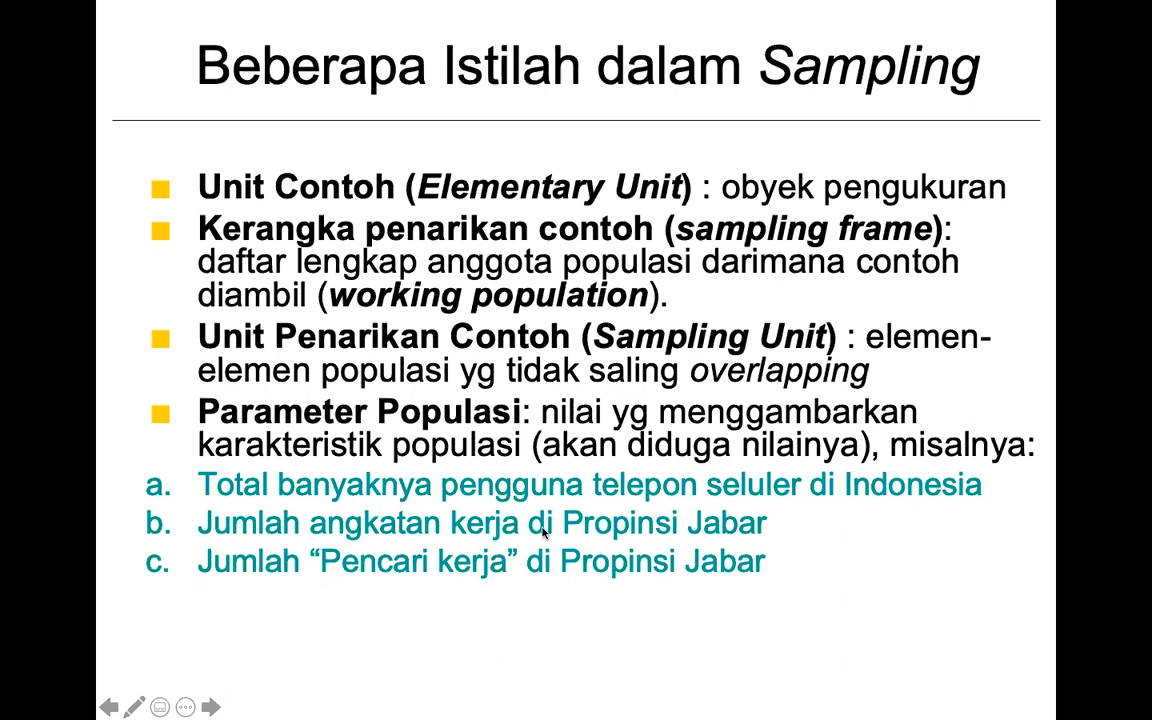 Beberapa Istilah dalam Sampling
Unit Contoh (Elementary Unit) : obyek pengukuran
Kerangka penarikan contoh (sampling frame):
daftar lengkap anggota populasi darimana contoh
diambil (working population).
Unit Penarikan Contoh (Sampling Unit) : elemen-
elemen populasi yg tidak saling overlapping
Parameter Populasi: nilai yg menggambarkan
karakteristik populasi (akan diduga nilainya), misalnya:
a. Total banyaknya pengguna telepon seluler di Indonesia
b. Jumlah angkatan kerja di Propinsi Jabar
c. Jumlah “Pencari kerja” di Propinsi Jabar